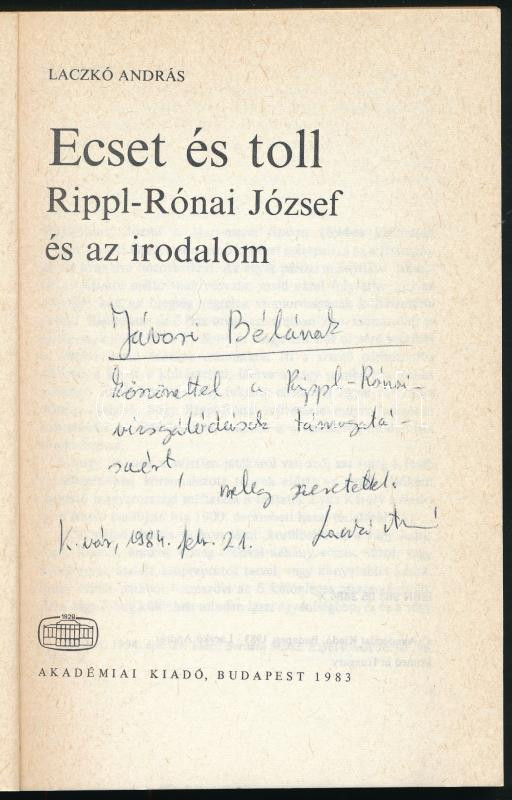 LACZKÓ ANDRÁS
Ecset és toll
Rippl-Rónai József
és az irodalom
Jávori Bélának
köszönettel a Rippl-Rónai-
vizsgálódások támogatá-
sáért, meleg szeretettel:
K.vár, 1984. febr. 21. Laczkó András
1828
AKADÉMIAI KIADÓ, BUDAPEST 1983